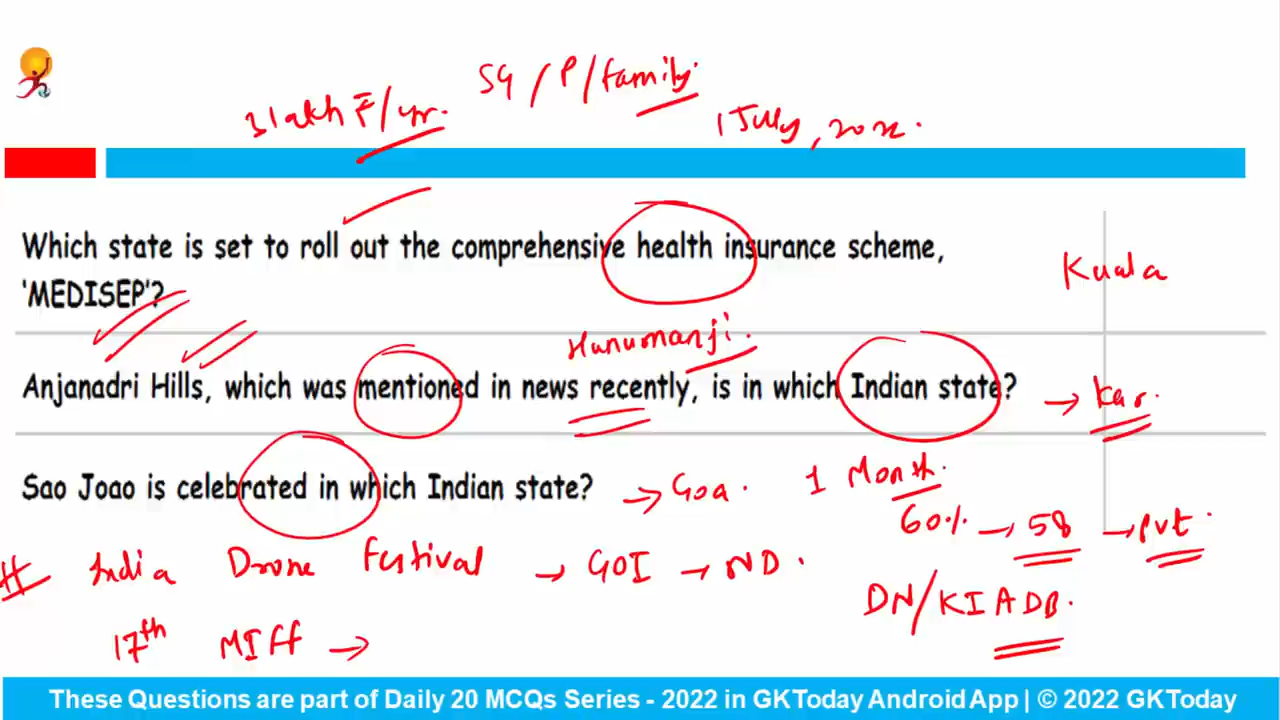 SG / P / family
3 lakh ₹/yr.
1 July, 2022.
Which state is set to roll out the comprehensive health insurance scheme,
'MEDISEP'?
Kerala
Hanumanji.
Anjanadri Hills, which was mentioned in news recently, is in which Indian state?
→ Kar.
Sao Joao is celebrated in which Indian state?
→ Goa.
1 Month.
60% → 58 → pvt.
# India Drone Festival → GOI → ND.
DN/KIADB.
17th MIFF →
These Questions are part of Daily 20 MCQs Series - 2022 in GKToday Android App | © 2022 GKToday